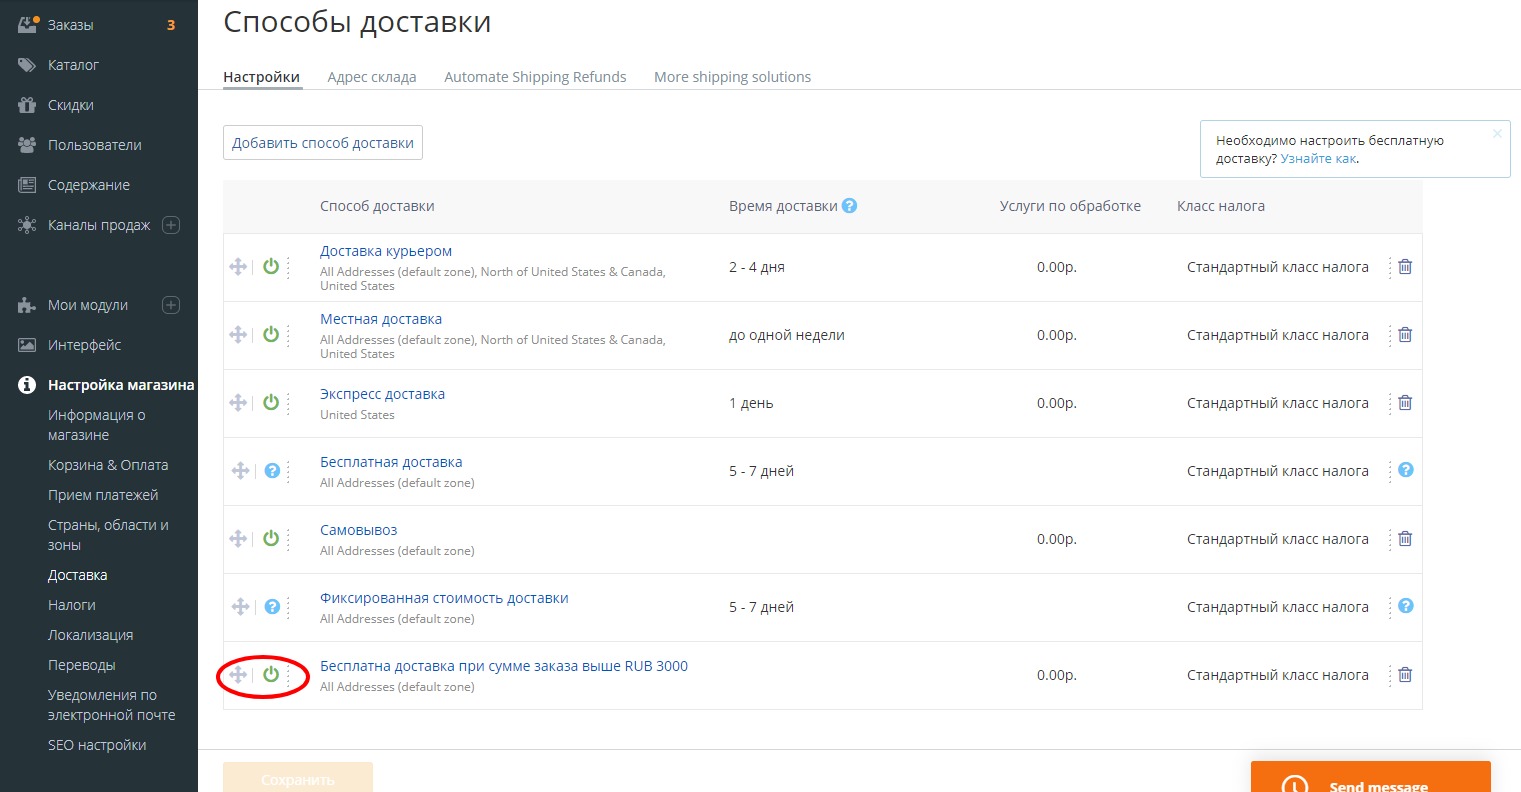 Способы доставки
Заказы 3
Каталог
Скидки
Пользователи
Содержание
Каналы продаж
Мои модули
Интерфейс
Настройка магазина
Информация о
магазине
Корзина & Оплата
Прием платежей
Страны, области и
зоны
Доставка
Налоги
Локализация
Переводы
Уведомления по
электронной почте
SEO настройки
Настройки Адрес склада Automate Shipping Refunds More shipping solutions
Добавить способ доставки
Необходимо настроить бесплатную
доставку? Узнайте как.
Способ доставки Время доставки ? Услуги по обработке Класс налога
Доставка курьером
All Addresses (default zone), North of United States & Canada,
United States
2 - 4 дня 0.00р. Стандартный класс налога
Местная доставка
All Addresses (default zone), North of United States & Canada,
United States
до одной недели 0.00р. Стандартный класс налога
Экспресс доставка
United States
1 день 0.00р. Стандартный класс налога
Бесплатная доставка
All Addresses (default zone)
5 - 7 дней Стандартный класс налога
Самовывоз
All Addresses (default zone)
0.00р. Стандартный класс налога
Фиксированная стоимость доставки
All Addresses (default zone)
5 - 7 дней Стандартный класс налога
Бесплатна доставка при сумме заказа выше RUB 3000
All Addresses (default zone)
0.00р. Стандартный класс налога
Сохранить
Send message